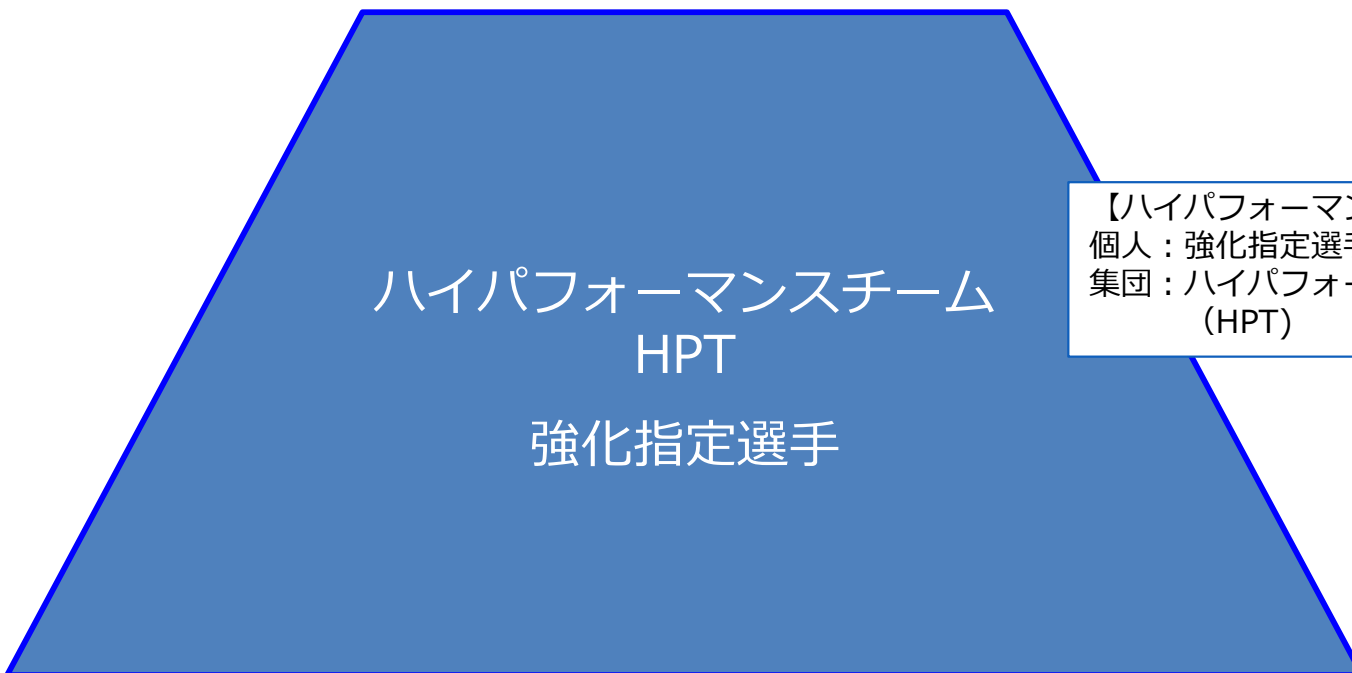 ハイパフォーマンスチーム
HPT
強化指定選手
【ハイパフォーマン
個人：強化指定選手
集団：ハイパフォー
（HPT）